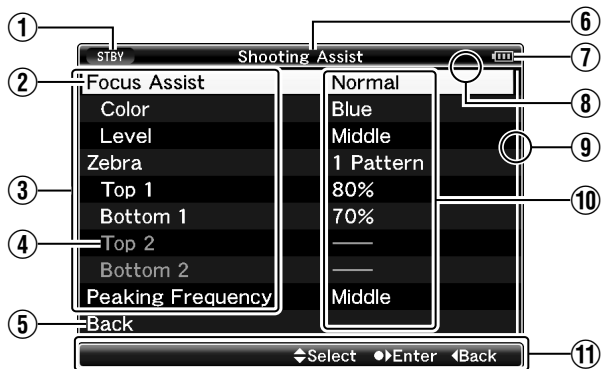 ① ⑥
STBY Shooting Assist ⑦
② Focus Assist Normal ⑧
Color Blue
Level Middle ⑨
Zebra 1 Pattern
③ Top 1 80% ⑩
Bottom 1 70%
④ Top 2 ——
Bottom 2 ——
Peaking Frequency Middle
⑤ Back
Select Enter Back ⑪